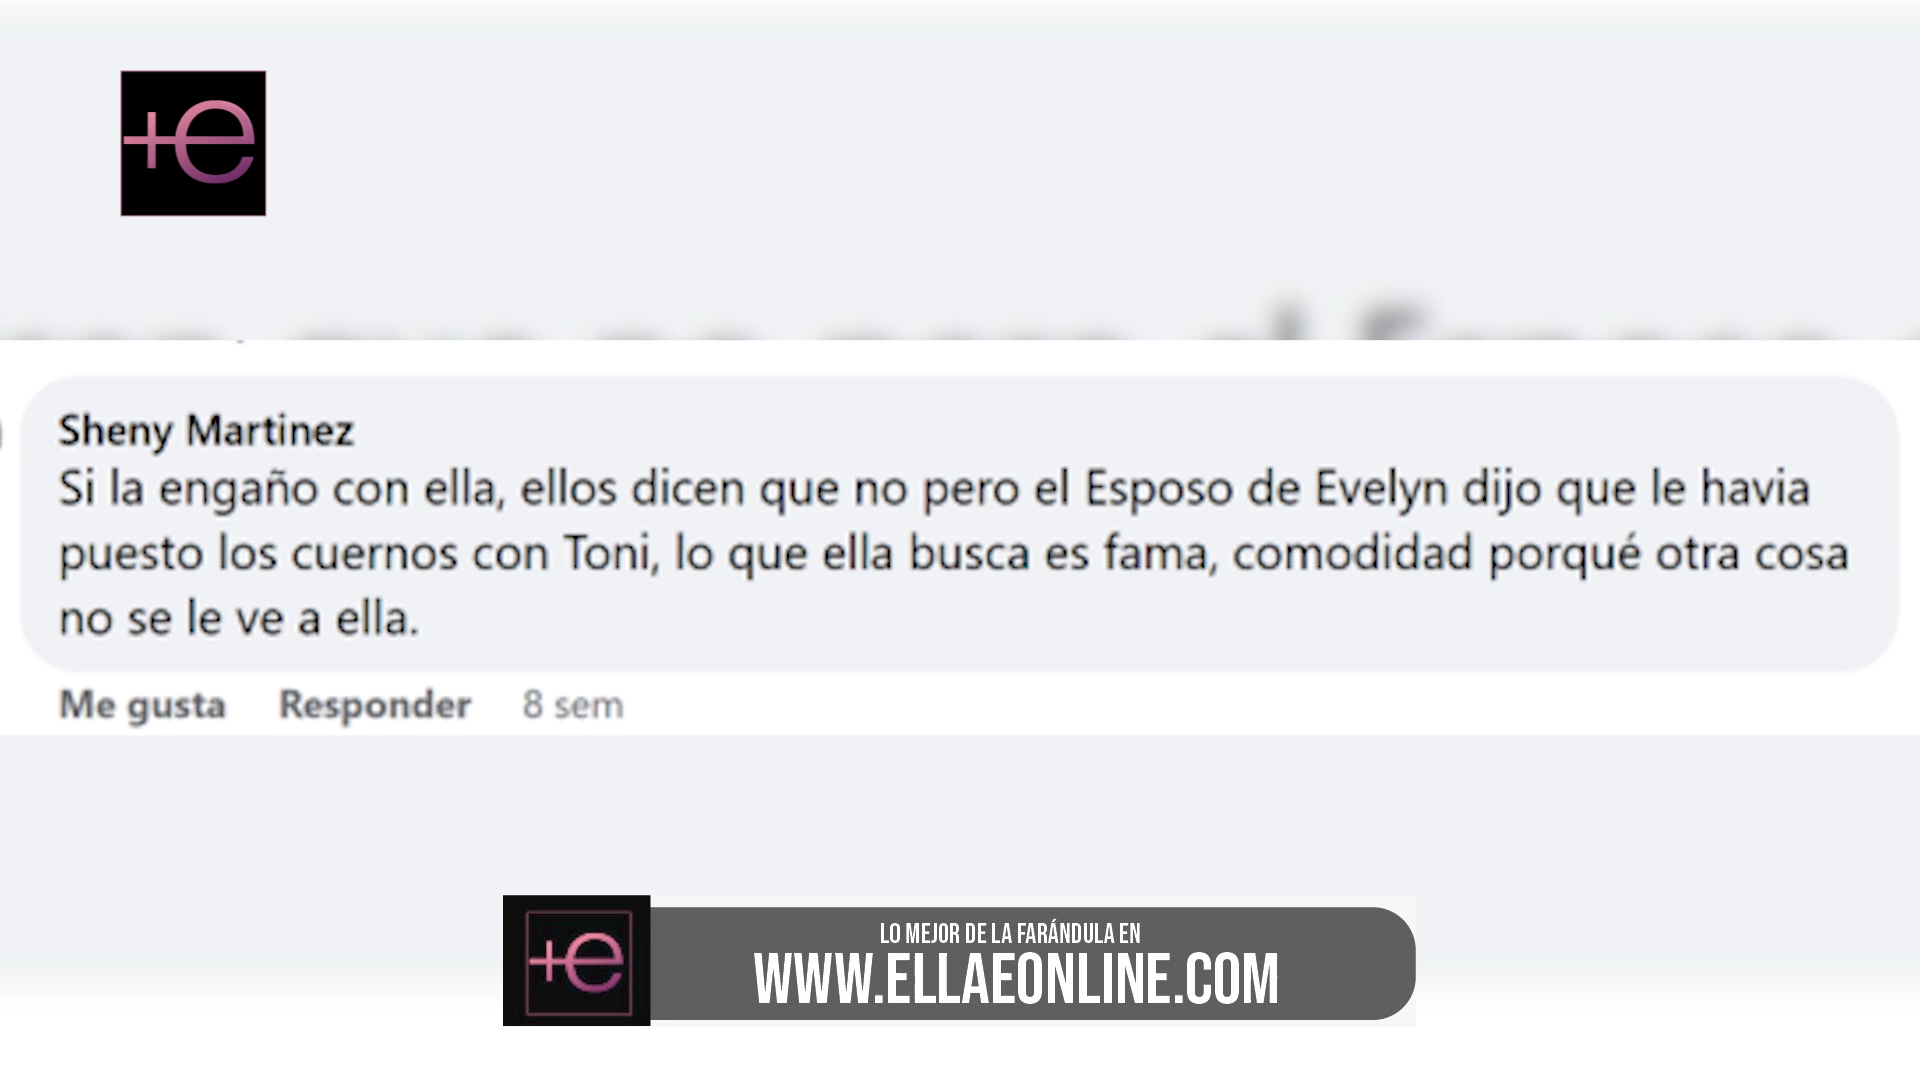 +e
Sheny Martinez
Si la engaño con ella, ellos dicen que no pero el Esposo de Evelyn dijo que le havia
puesto los cuernos con Toni, lo que ella busca es fama, comodidad porqué otra cosa
no se le ve a ella.
Me gusta Responder 8 sem
+e
LO MEJOR DE LA FARÁNDULA EN
WWW.ELLAEONLINE.COM